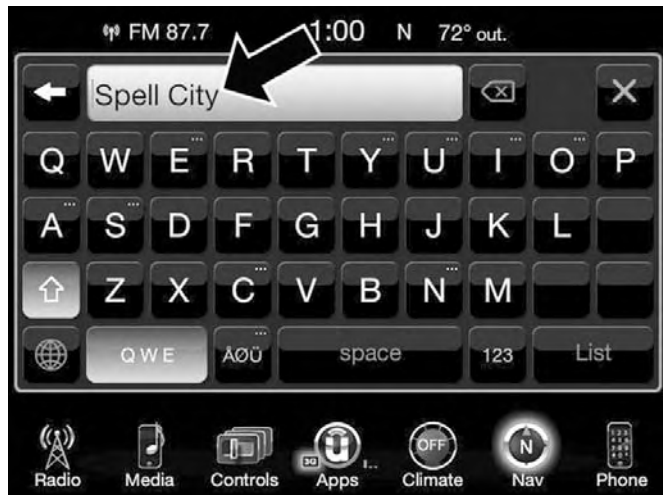 FM 87.7 1:00 N 72° out.
Spell City
Q W E R T Y U I O P
A S D F G H J K L
Z X C V B N M
QWE ÅØÜ space 123 List
3G OFF N
Radio Media Controls Apps Climate Nav Phone